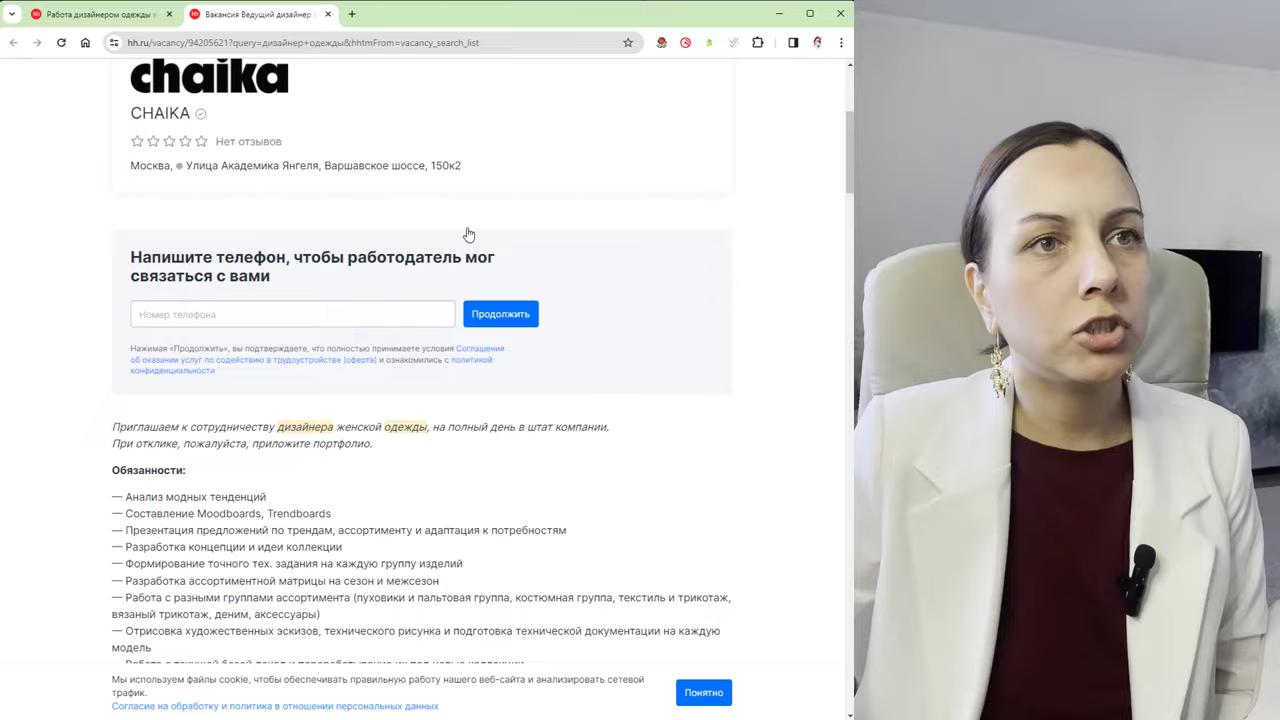 Работа дизайнером одежды в
Вакансия Ведущий дизайнер о
hh.ru/vacancy/94205621?query=дизайнер+одежды&hhtmFrom=vacancy_search_list
chaika
CHAIKA
Нет отзывов
Москва, Улица Академика Янгеля, Варшавское шоссе, 150к2
Напишите телефон, чтобы работодатель мог
связаться с вами
Номер телефона
Продолжить
Нажимая «Продолжить», вы подтверждаете, что полностью принимаете условия Соглашения
об оказании услуг по содействию в трудоустройстве (оферта) и ознакомились с политикой
конфиденциальности
Приглашаем к сотрудничеству дизайнера женской одежды, на полный день в штат компании.
При отклике, пожалуйста, приложите портфолио.
Обязанности:
— Анализ модных тенденций
— Составление Moodboards, Trendboards
— Презентация предложений по трендам, ассортименту и адаптация к потребностям
— Разработка концепции и идеи коллекции
— Формирование точного тех. задания на каждую группу изделий
— Разработка ассортиментной матрицы на сезон и межсезон
— Работа с разными группами ассортимента (пуховики и пальтовая группа, костюмная группа, текстиль и трикотаж,
вязаный трикотаж, деним, аксессуары)
— Отрисовка художественных эскизов, технического рисунка и подготовка технической документации на каждую
модель
Мы используем файлы cookie, чтобы обеспечивать правильную работу нашего веб-сайта и анализировать сетевой
трафик.
Согласие на обработку и политика в отношении персональных данных
Понятно